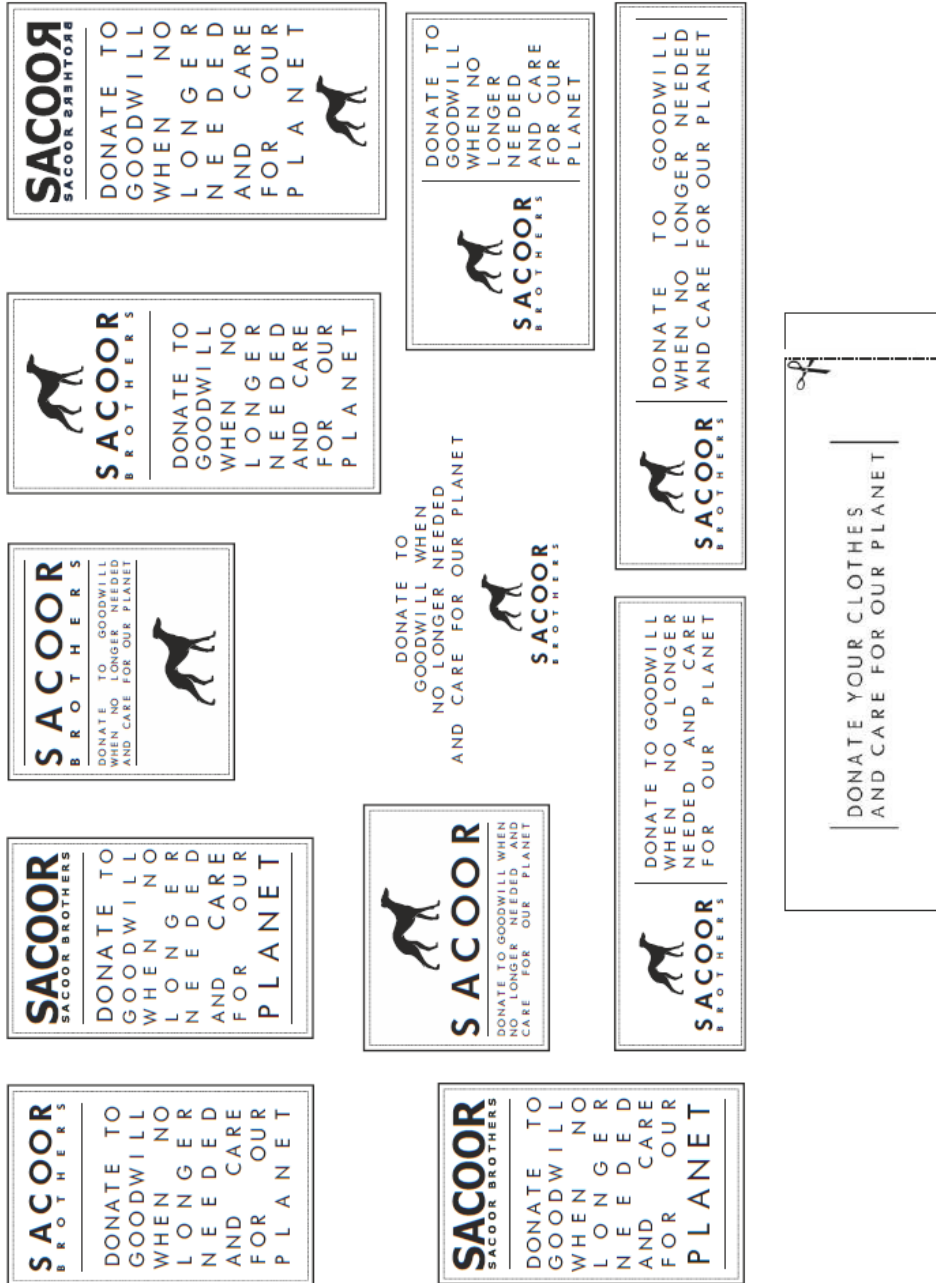 SACOOR
BROTHERS
DONATE TO
GOODWILL
WHEN NO
LONGER
NEEDED
AND CARE
FOR OUR
PLANET
SACOOR
SACOOR BROTHERS
DONATE TO
GOODWILL
WHEN NO
LONGER
NEEDED
AND CARE
FOR OUR
PLANET
SACOOR
BROTHERS
DONATE TO GOODWILL
WHEN NO LONGER NEEDED
AND CARE FOR OUR PLANET
SACOOR
BROTHERS
DONATE TO
GOODWILL
WHEN NO
LONGER
NEEDED
AND CARE
FOR OUR
PLANET
SACOOЯ
SACOOR
DONATE TO
GOODWILL
WHEN NO
LONGER
NEEDED
AND CARE
FOR OUR
PLANET
SACOOR
SACOOR BROTHERS
DONATE TO
GOODWILL
WHEN NO
LONGER
NEEDED
AND CARE
FOR OUR
PLANET
SACOOR
DONATE TO GOODWILL WHEN
NO LONGER NEEDED AND
CARE FOR OUR PLANET
DONATE TO
GOODWILL WHEN
NO LONGER NEEDED
AND CARE FOR OUR PLANET
SACOOR
BROTHERS
SACOOR
BROTHERS
DONATE TO
GOODWILL
WHEN NO
LONGER
NEEDED
AND CARE
FOR OUR
PLANET
SACOOR
BROTHERS
DONATE TO GOODWILL
WHEN NO LONGER
NEEDED AND CARE
FOR OUR PLANET
SACOOR
BROTHERS
DONATE TO GOODWILL
WHEN NO LONGER NEEDED
AND CARE FOR OUR PLANET
DONATE YOUR CLOTHES
AND CARE FOR OUR PLANET